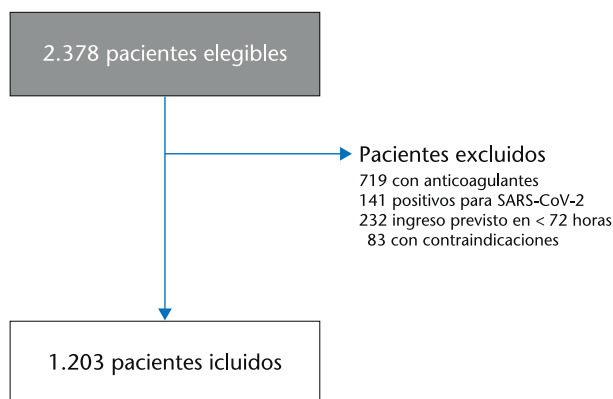 2.378 pacientes elegibles
Pacientes excluidos
719 con anticoagulantes
141 positivos para SARS-CoV-2
232 ingreso previsto en < 72 horas
83 con contraindicaciones
1.203 pacientes icluidos